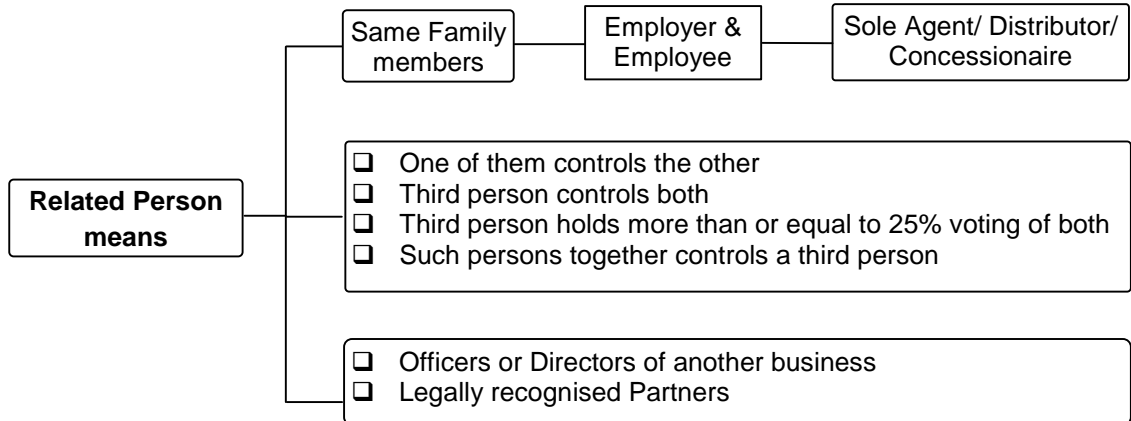 Same Family
members
Employer &
Employee
Sole Agent/ Distributor/
Concessionaire
Related Person
means
❑ One of them controls the other
❑ Third person controls both
❑ Third person holds more than or equal to 25% voting of both
❑ Such persons together controls a third person
❑ Officers or Directors of another business
❑ Legally recognised Partners